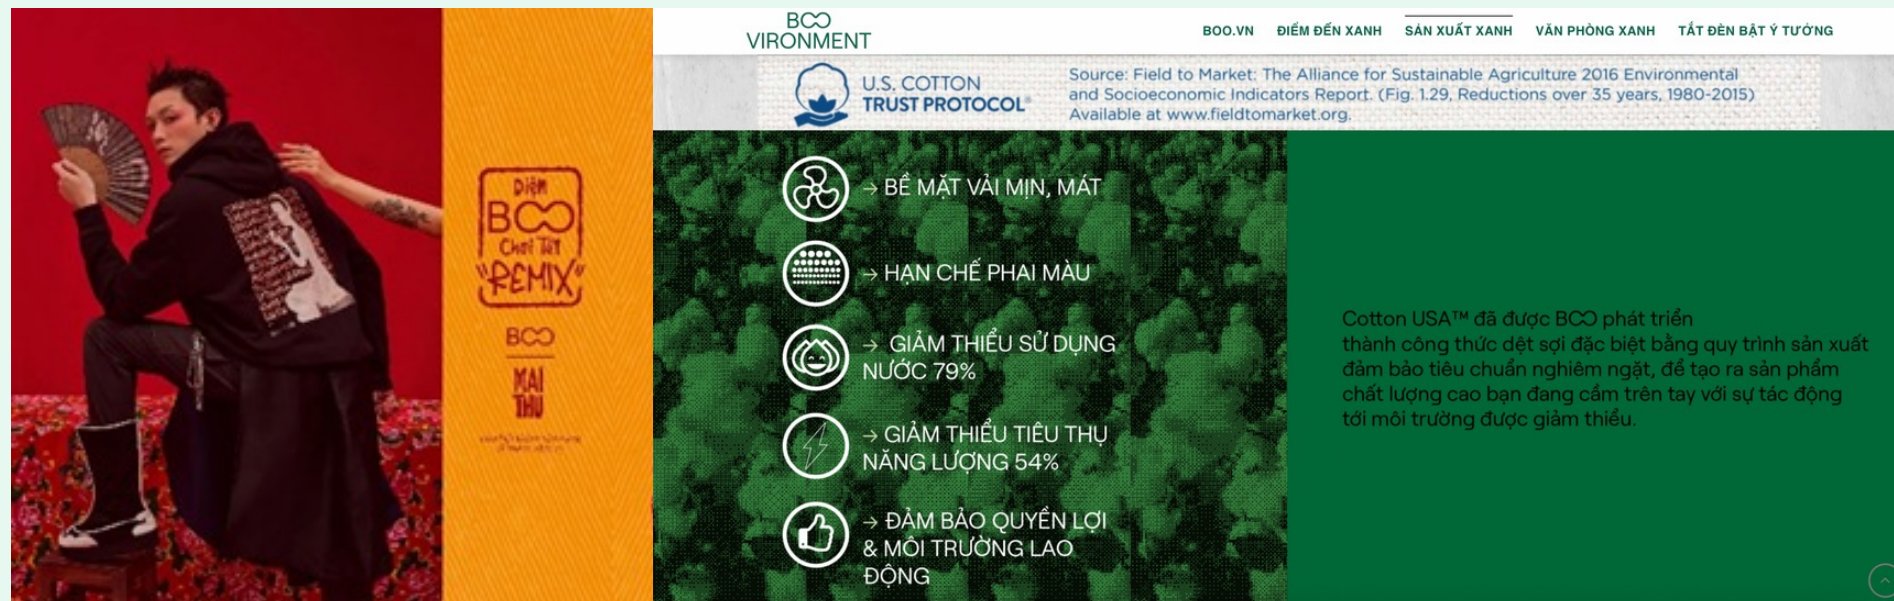 Diện
BOO
Chơi Tết
"REMIX"
BOO
MAI
THU
BOO
VIRONMENT
BOO.VN
ĐIỂM ĐẾN XANH
SẢN XUẤT XANH
VĂN PHÒNG XANH
TẮT ĐÈN BẬT Ý TƯỞNG
U.S. COTTON
TRUST PROTOCOL®
Source: Field to Market: The Alliance for Sustainable Agriculture 2016 Environmental
and Socioeconomic Indicators Report. (Fig. 1.29, Reductions over 35 years, 1980-2015)
Available at www.fieldtomarket.org.
→ BỀ MẶT VẢI MỊN, MÁT
→ HẠN CHẾ PHAI MÀU
→ GIẢM THIỂU SỬ DỤNG
NƯỚC 79%
→ GIẢM THIỂU TIÊU THỤ
NĂNG LƯỢNG 54%
→ ĐẢM BẢO QUYỀN LỢI
& MÔI TRƯỜNG LAO
ĐỘNG
Cotton USA™ đã được BOO phát triển
thành công thức dệt sợi đặc biệt bằng quy trình sản xuất
đảm bảo tiêu chuẩn nghiêm ngặt, để tạo ra sản phẩm
chất lượng cao bạn đang cầm trên tay với sự tác động
tới môi trường được giảm thiểu.